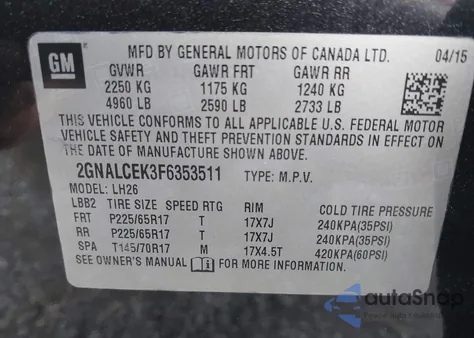 GM
MFD BY GENERAL MOTORS OF CANADA LTD. 04/15
GVWR GAWR FRT GAWR RR
2250 KG 1175 KG 1240 KG
4960 LB 2590 LB 2733 LB
THIS VEHICLE CONFORMS TO ALL APPLICABLE U.S. FEDERAL MOTOR
VEHICLE SAFETY AND THEFT PREVENTION STANDARDS IN EFFECT ON
THE DATE OF MANUFACTURE SHOWN ABOVE.
2GNALCEK3F6353511 TYPE: M.P.V.
MODEL: LH26
LBB2 TIRE SIZE SPEED RTG RIM COLD TIRE PRESSURE
FRT P225/65R17 T 17X7J 240KPA(35PSI)
RR P225/65R17 T 17X7J 240KPA(35PSI)
SPA T145/70R17 M 17X4.5T 420KPA(60PSI)
SEE OWNER'S MANUAL FOR MORE INFORMATION
autoSnap